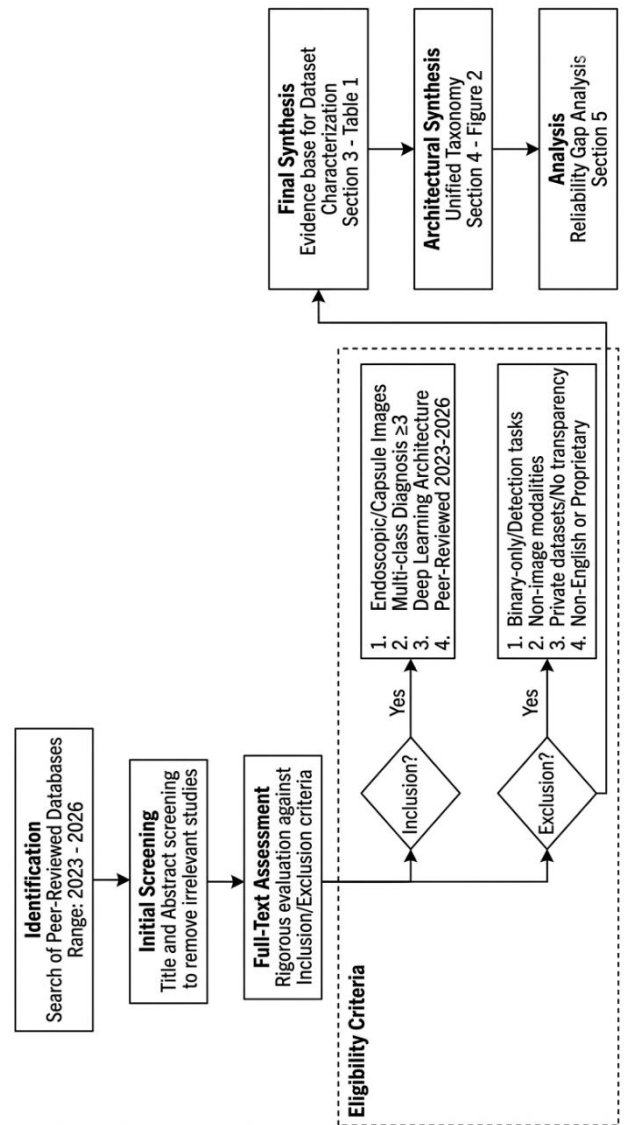 Identification
Search of Peer-Reviewed Databases
Range: 2023 - 2026
Initial Screening
Title and Abstract screening
to remove irrelevant studies
Full-Text Assessment
Rigorous evaluation against
Inclusion/Exclusion criteria
Eligibility Criteria
Inclusion?
Yes
1. Endoscopic/Capsule Images
2. Multi-class Diagnosis ≥3
3. Deep Learning Architecture
4. Peer-Reviewed 2023-2026
Exclusion?
Yes
1. Binary-only/Detection tasks
2. Non-image modalities
3. Private datasets/No transparency
4. Non-English or Proprietary
Final Synthesis
Evidence base for Dataset
Characterization
Section 3 - Table 1
Architectural Synthesis
Unified Taxonomy
Section 4 - Figure 2
Analysis
Reliability Gap Analysis
Section 5